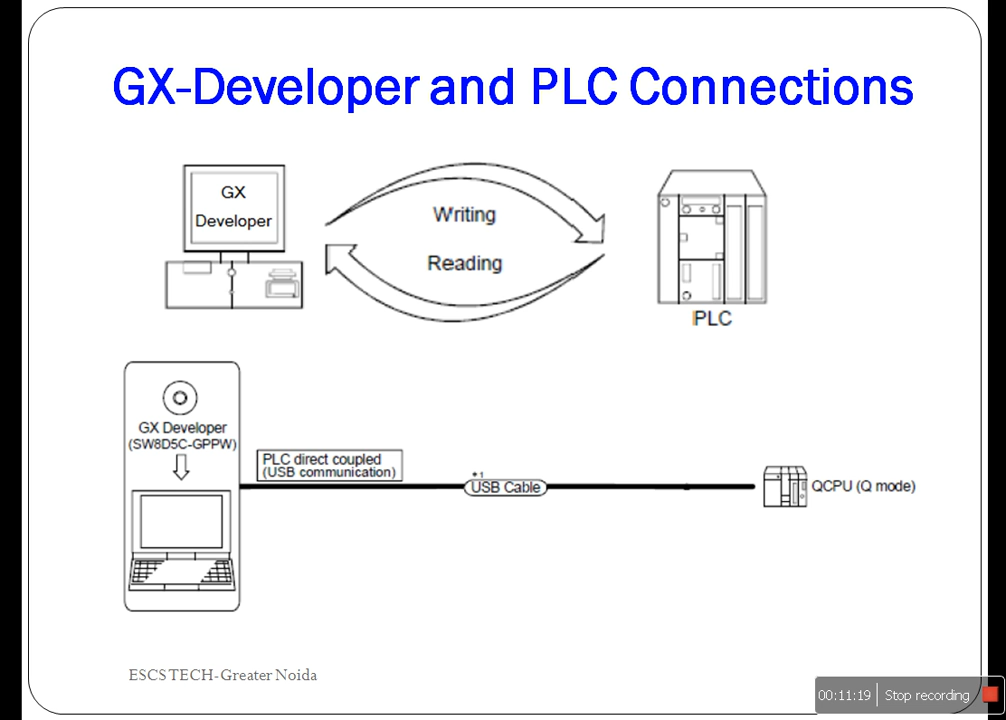 GX-Developer and PLC Connections
GX
Developer
Writing
Reading
PLC
GX Developer
(SW8D5C-GPPW)
PLC direct coupled
(USB communication)
*1
USB Cable
QCPU (Q mode)
ESCSTECH-Greater Noida
00:11:19 Stop recording